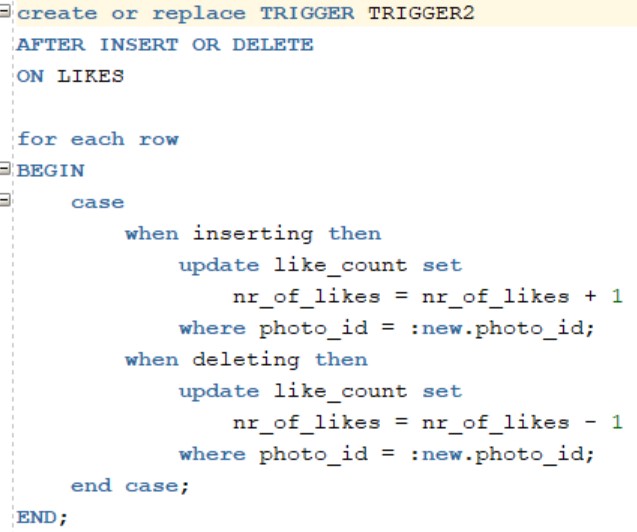 create or replace TRIGGER TRIGGER2
AFTER INSERT OR DELETE
ON LIKES
for each row
BEGIN
case
when inserting then
update like_count set
nr_of_likes = nr_of_likes + 1
where photo_id = :new.photo_id;
when deleting then
update like_count set
nr_of_likes = nr_of_likes - 1
where photo_id = :new.photo_id;
end case;
END;